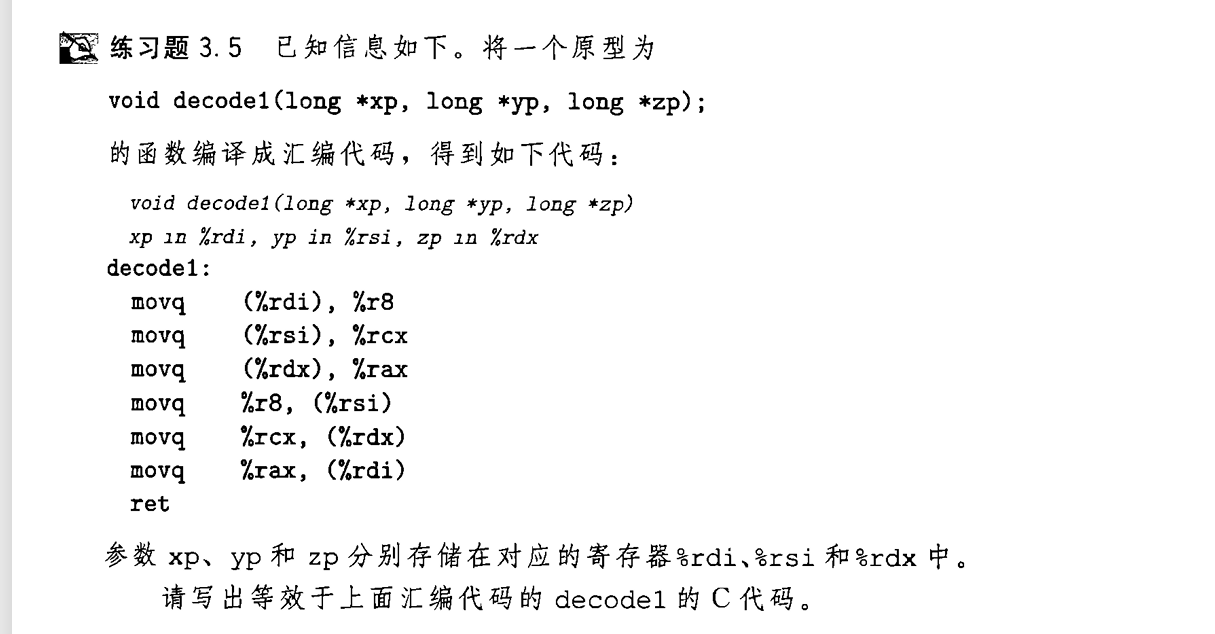 练习题 3.5 已知信息如下。将一个原型为
void decode1(long *xp, long *yp, long *zp);
的函数编译成汇编代码，得到如下代码：
void decode1(long *xp, long *yp, long *zp)
xp in %rdi, yp in %rsi, zp in %rdx
decode1:
movq (%rdi), %r8
movq (%rsi), %rcx
movq (%rdx), %rax
movq %r8, (%rsi)
movq %rcx, (%rdx)
movq %rax, (%rdi)
ret
参数 xp、yp 和 zp 分别存储在对应的寄存器%rdi、%rsi 和%rdx 中。
请写出等效于上面汇编代码的 decode1 的 C 代码。